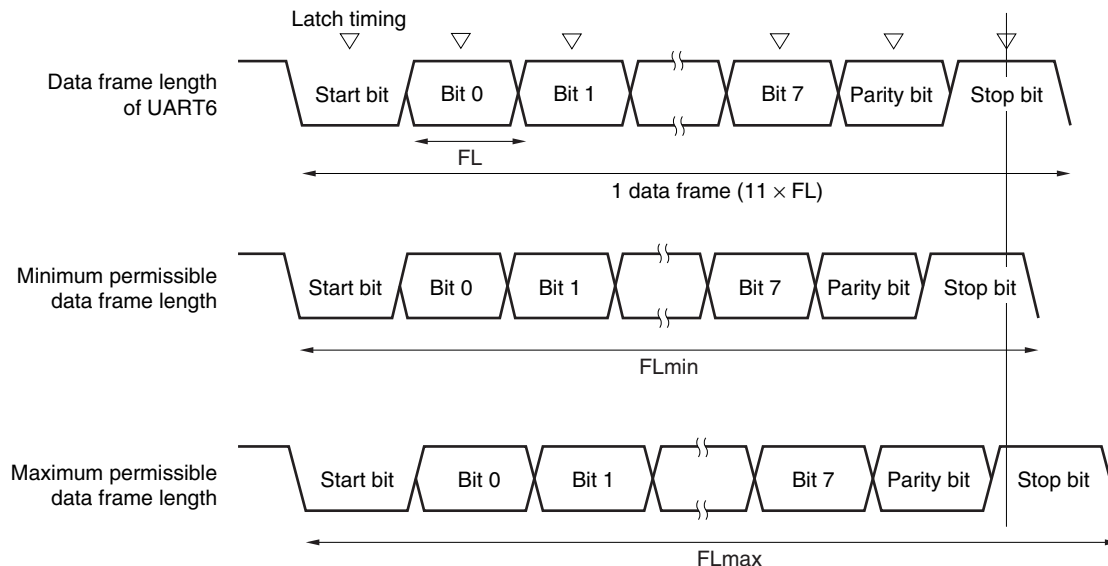 Latch timing
Data frame length
of UART6
Start bit
Bit 0
Bit 1
Bit 7
Parity bit
Stop bit
FL
1 data frame (11 × FL)
Minimum permissible
data frame length
Start bit
Bit 0
Bit 1
Bit 7
Parity bit
Stop bit
FLmin
Maximum permissible
data frame length
Start bit
Bit 0
Bit 1
Bit 7
Parity bit
Stop bit
FLmax